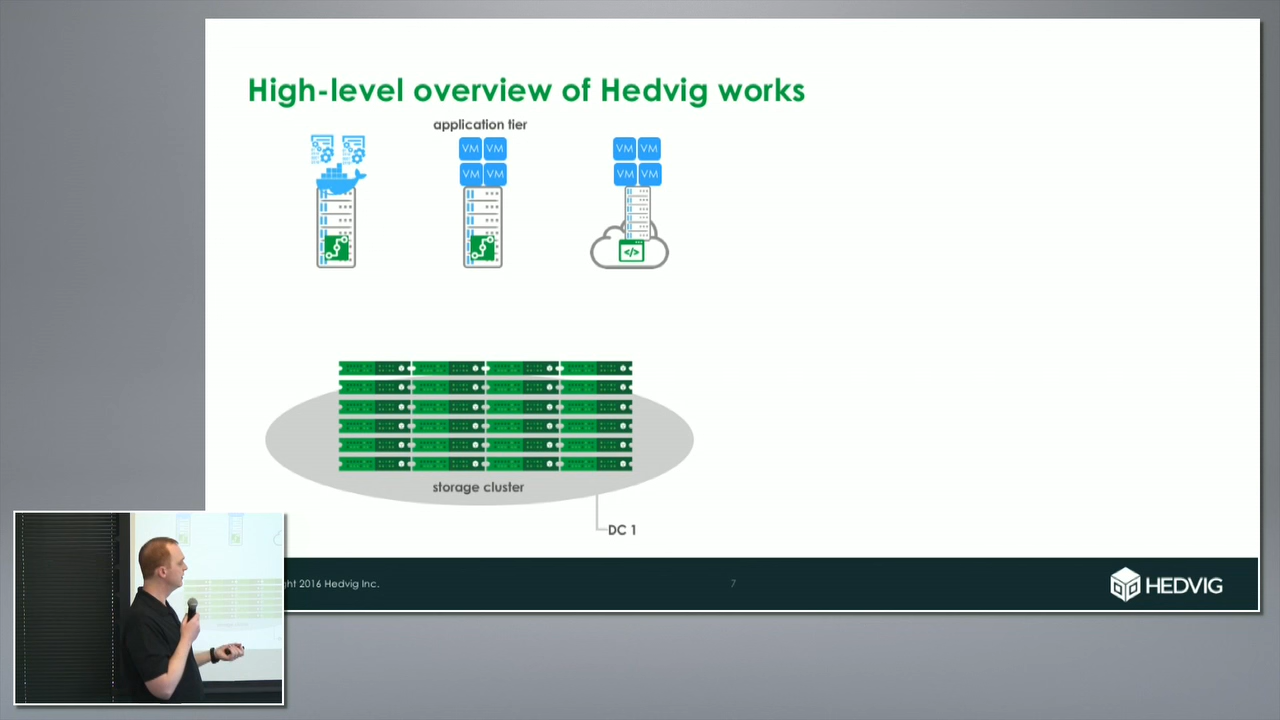 High-level overview of Hedvig works
application tier
VM VM VM VM
VM VM VM VM
</>
storage cluster
DC 1
ght 2016 Hedvig Inc.
7
HEDVIG